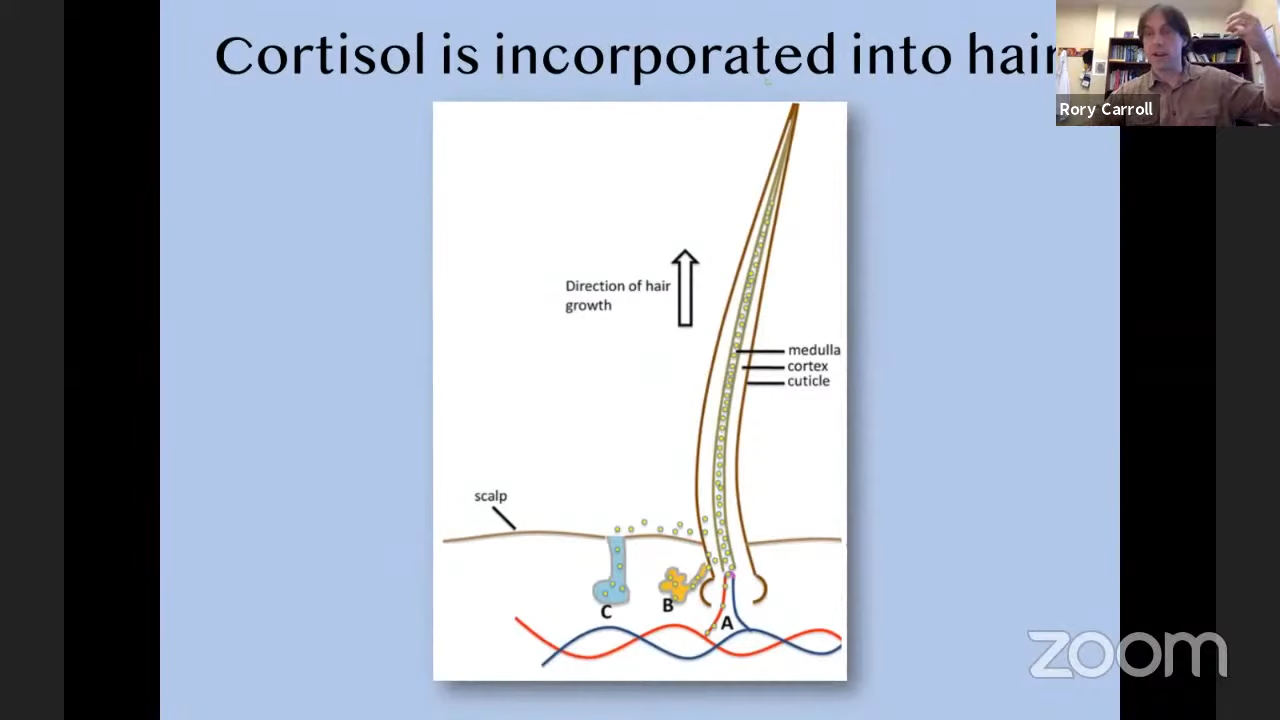 Cortisol is incorporated into hair
Rory Carroll
Direction of hair
growth
medulla
cortex
cuticle
scalp
C
B
A
zoom